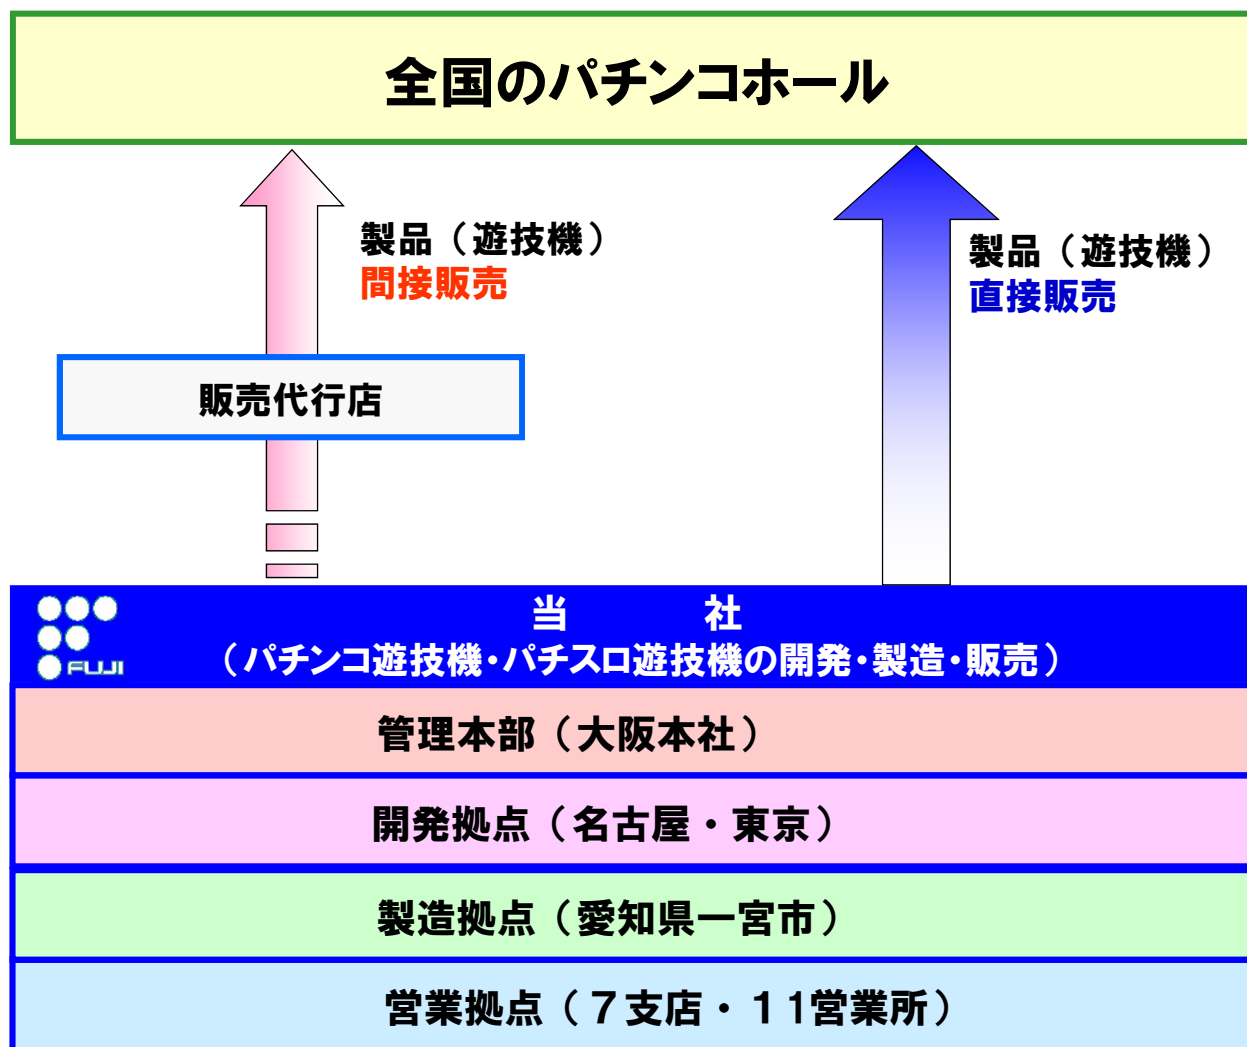 全国のパチンコホール
製品（遊技機）
間接販売
製品（遊技機）
直接販売
販売代行店
当　　　社
FUJI
（パチンコ遊技機・パチスロ遊技機の開発・製造・販売）
管理本部（大阪本社）
開発拠点（名古屋・東京）
製造拠点（愛知県一宮市）
営業拠点（７支店・１１営業所）